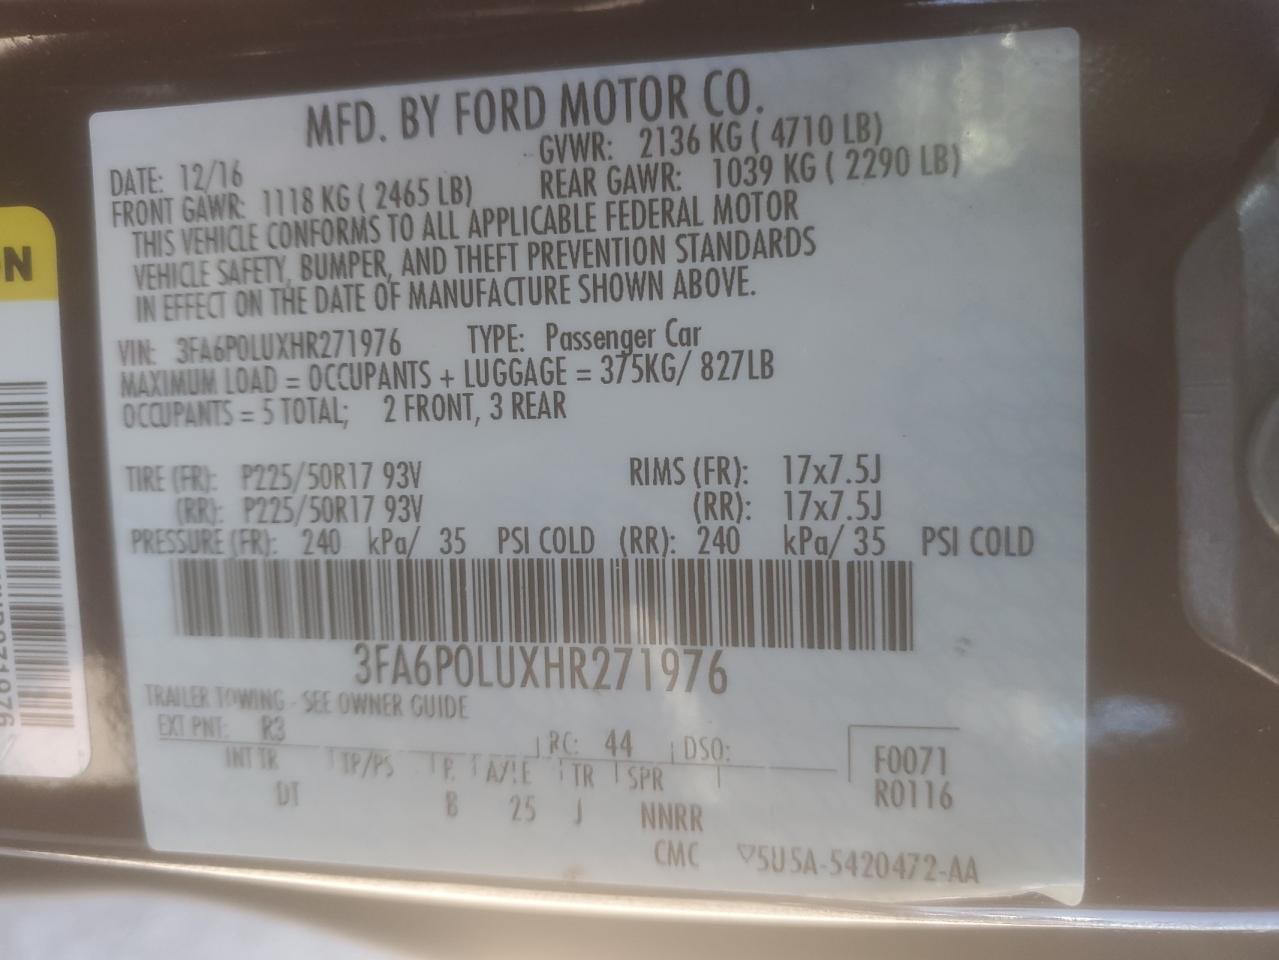 MFD. BY FORD MOTOR CO.
DATE: 12/16 GVWR: 2136 KG ( 4710 LB)
FRONT GAWR: 1118 KG ( 2465 LB) REAR GAWR: 1039 KG ( 2290 LB)
THIS VEHICLE CONFORMS TO ALL APPLICABLE FEDERAL MOTOR
VEHICLE SAFETY, BUMPER, AND THEFT PREVENTION STANDARDS
IN EFFECT ON THE DATE OF MANUFACTURE SHOWN ABOVE.
VIN: 3FA6P0LUXHR271976 TYPE: Passenger Car
MAXIMUM LOAD = OCCUPANTS + LUGGAGE = 375KG/ 827LB
OCCUPANTS = 5 TOTAL; 2 FRONT, 3 REAR
TIRE (FR): P225/50R17 93V RIMS (FR): 17x7.5J
(RR): P225/50R17 93V (RR): 17x7.5J
PRESSURE (FR): 240 kPa/ 35 PSI COLD (RR): 240 kPa/ 35 PSI COLD
3FA6P0LUXHR271976
TRAILER TOWING - SEE OWNER GUIDE
EXT PNT: R3 RC: 44 DSO: F0071
INT TR TP/PS R A/LE TR SPR R0116
DT B 25 J NNRR
CMC ▽5U5A-5420472-AA